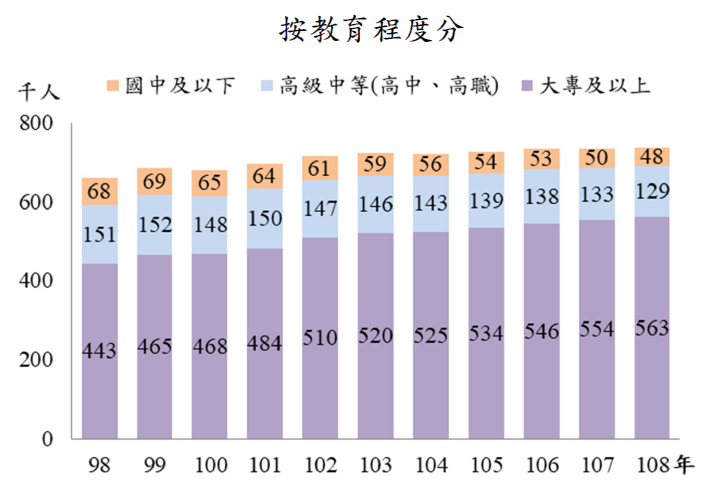 按教育程度分
千人
國中及以下 高級中等(高中、高職) 大專及以上
800
600
400
200
0
68 69 65 64 61 59 56 54 53 50 48
151 152 148 150 147 146 143 139 138 133 129
443 465 468 484 510 520 525 534 546 554 563
98 99 100 101 102 103 104 105 106 107 108 年